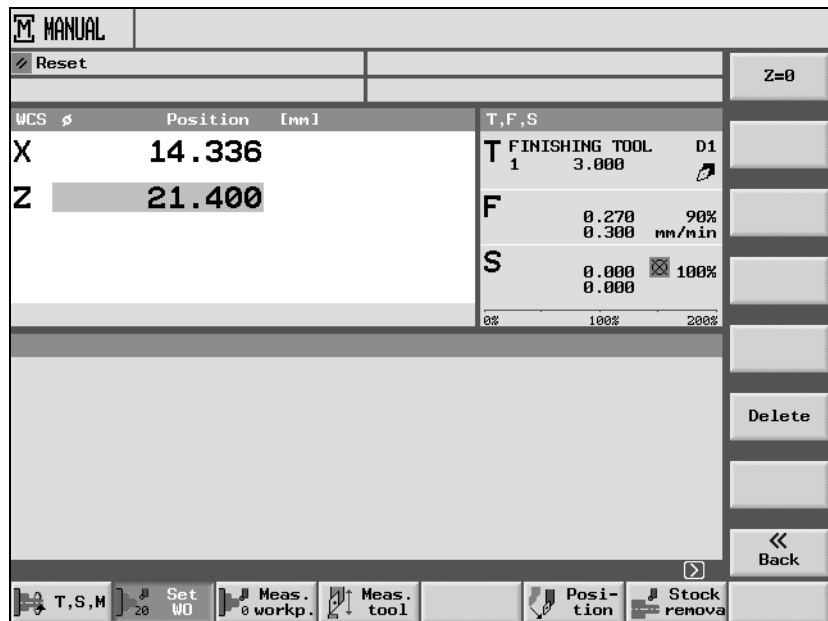 M MANUAL
Reset
Z=0
WCS ø Position [mm]
T,F,S
X 14.336
Z 21.400
T FINISHING TOOL D1
1 3.000
F 0.270 90%
0.300 mm/min
S 0.000 100%
0.000
0% 100% 200%
Delete
«
Back
T,S,M
20 Set
WO
0 Meas.
workp.
Meas.
tool
Posi-
tion
Stock
remova